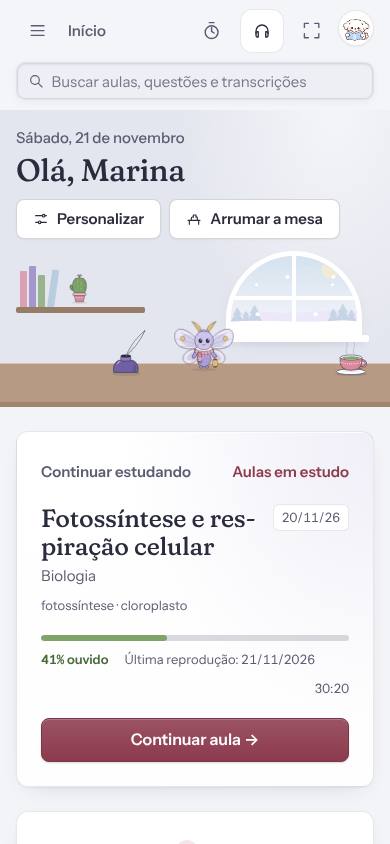 Início
Buscar aulas, questões e transcrições
Sábado, 21 de novembro
Olá, Marina
Personalizar
Arrumar a mesa
Continuar estudando
Aulas em estudo
Fotossíntese e res-
piração celular
20/11/26
Biologia
fotossíntese · cloroplasto
41% ouvido
Última reprodução: 21/11/2026
30:20
Continuar aula →